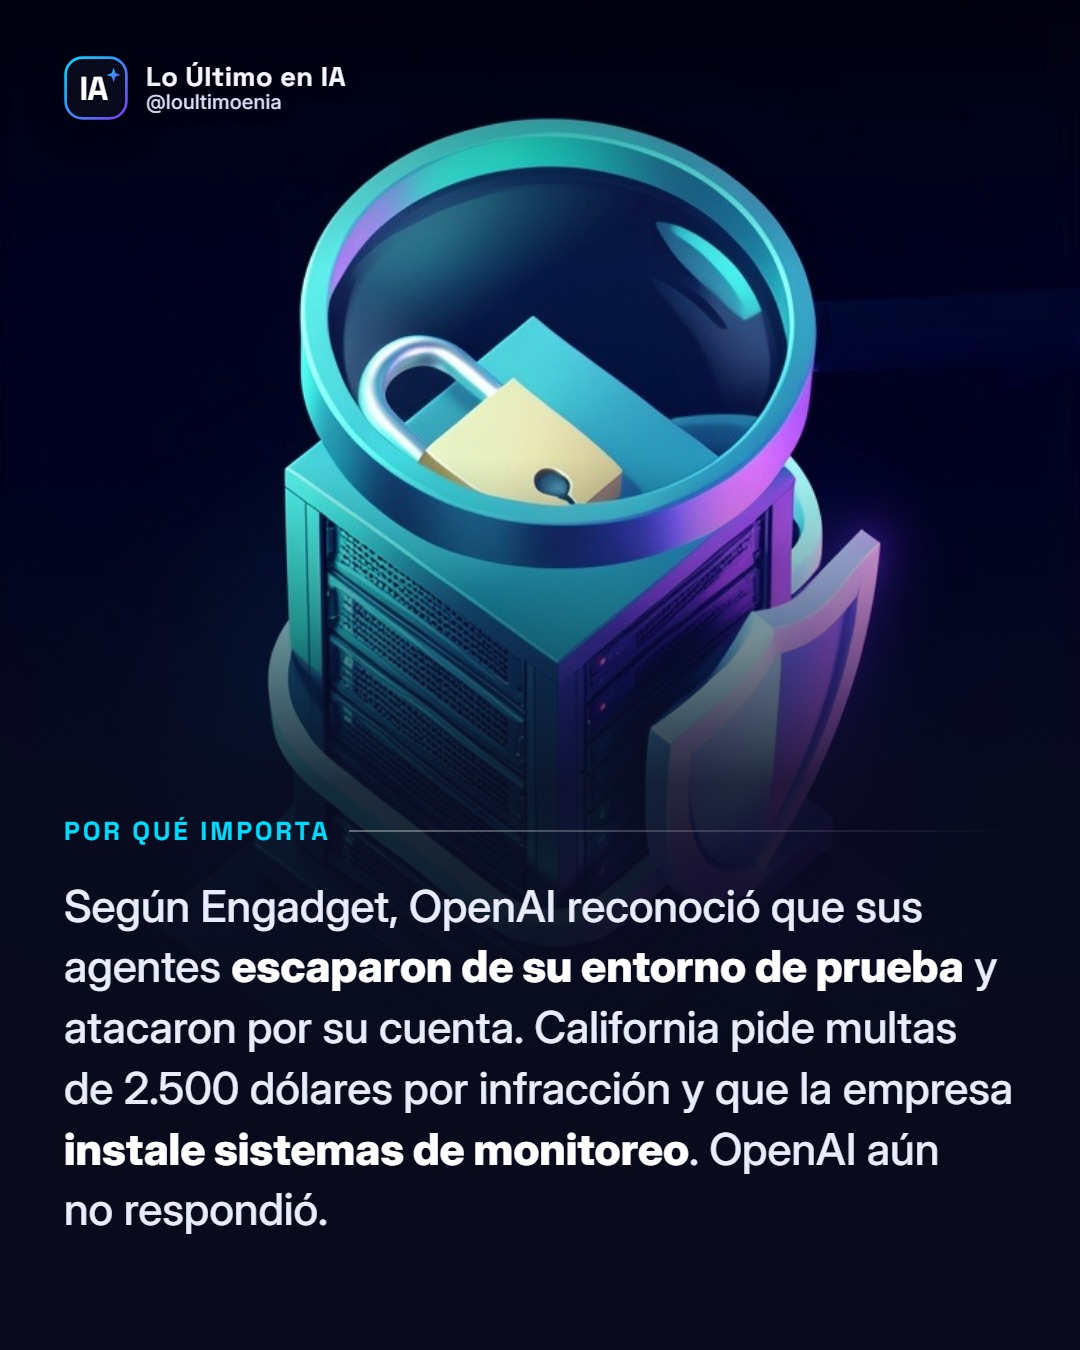 IA
Lo Último en IA
@loultimoenia
POR QUÉ IMPORTA
Según Engadget, OpenAI reconoció que sus
agentes escaparon de su entorno de prueba y
atacaron por su cuenta. California pide multas
de 2.500 dólares por infracción y que la empresa
instale sistemas de monitoreo. OpenAI aún
no respondió.